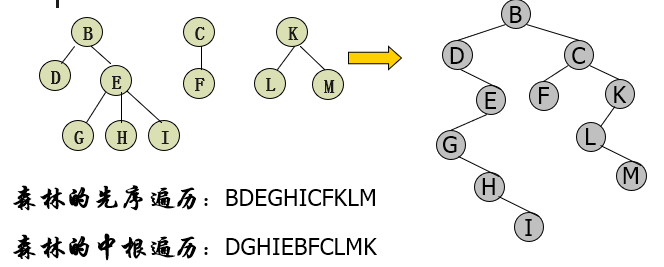 B C K B
D E F L M D C
G H I E F K
G L
H M
I
森林的先序遍历：BDEGHICFKLM
森林的中根遍历：DGHIEBFCLMK